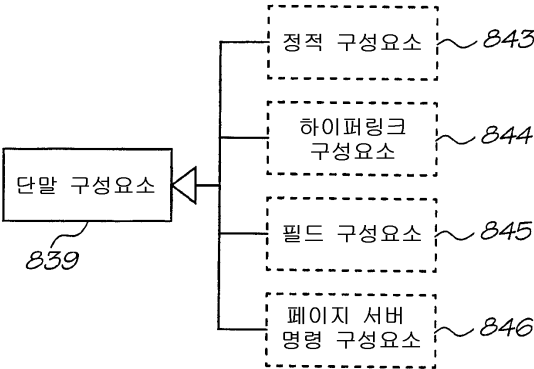 정적 구성요소
843
하이퍼링크
구성요소
844
단말 구성요소
839
필드 구성요소
845
페이지 서버
명령 구성요소
846